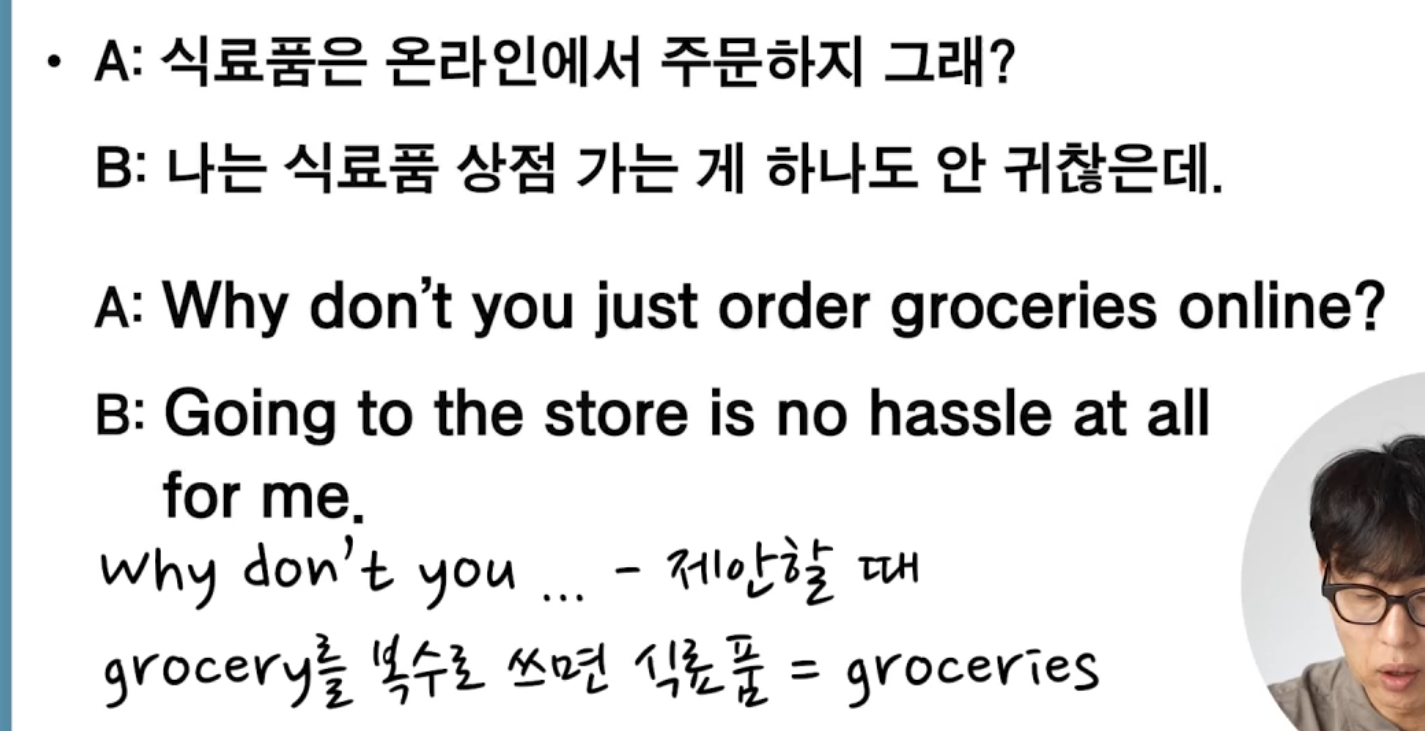 • A: 식료품은 온라인에서 주문하지 그래?
B: 나는 식료품 상점 가는 게 하나도 안 귀찮은데.
A: Why don’t you just order groceries online?
B: Going to the store is no hassle at all
for me.
Why don't you ... - 제안할 때
grocery를 복수로 쓰면 식료품 = groceries